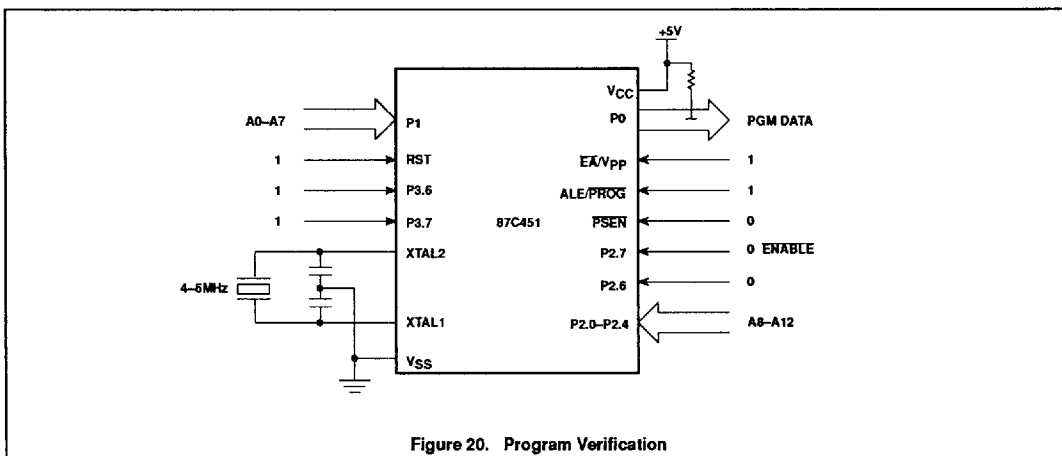 +5V
VCC
A0–A7
P1
P0
PGM DATA
1
RST
EA/VPP
1
1
P3.6
ALE/PROG
1
1
P3.7
87C451
PSEN
0
XTAL2
P2.7
0 ENABLE
4–6MHz
P2.6
0
XTAL1
P2.0–P2.4
A8–A12
VSS
Figure 20. Program Verification